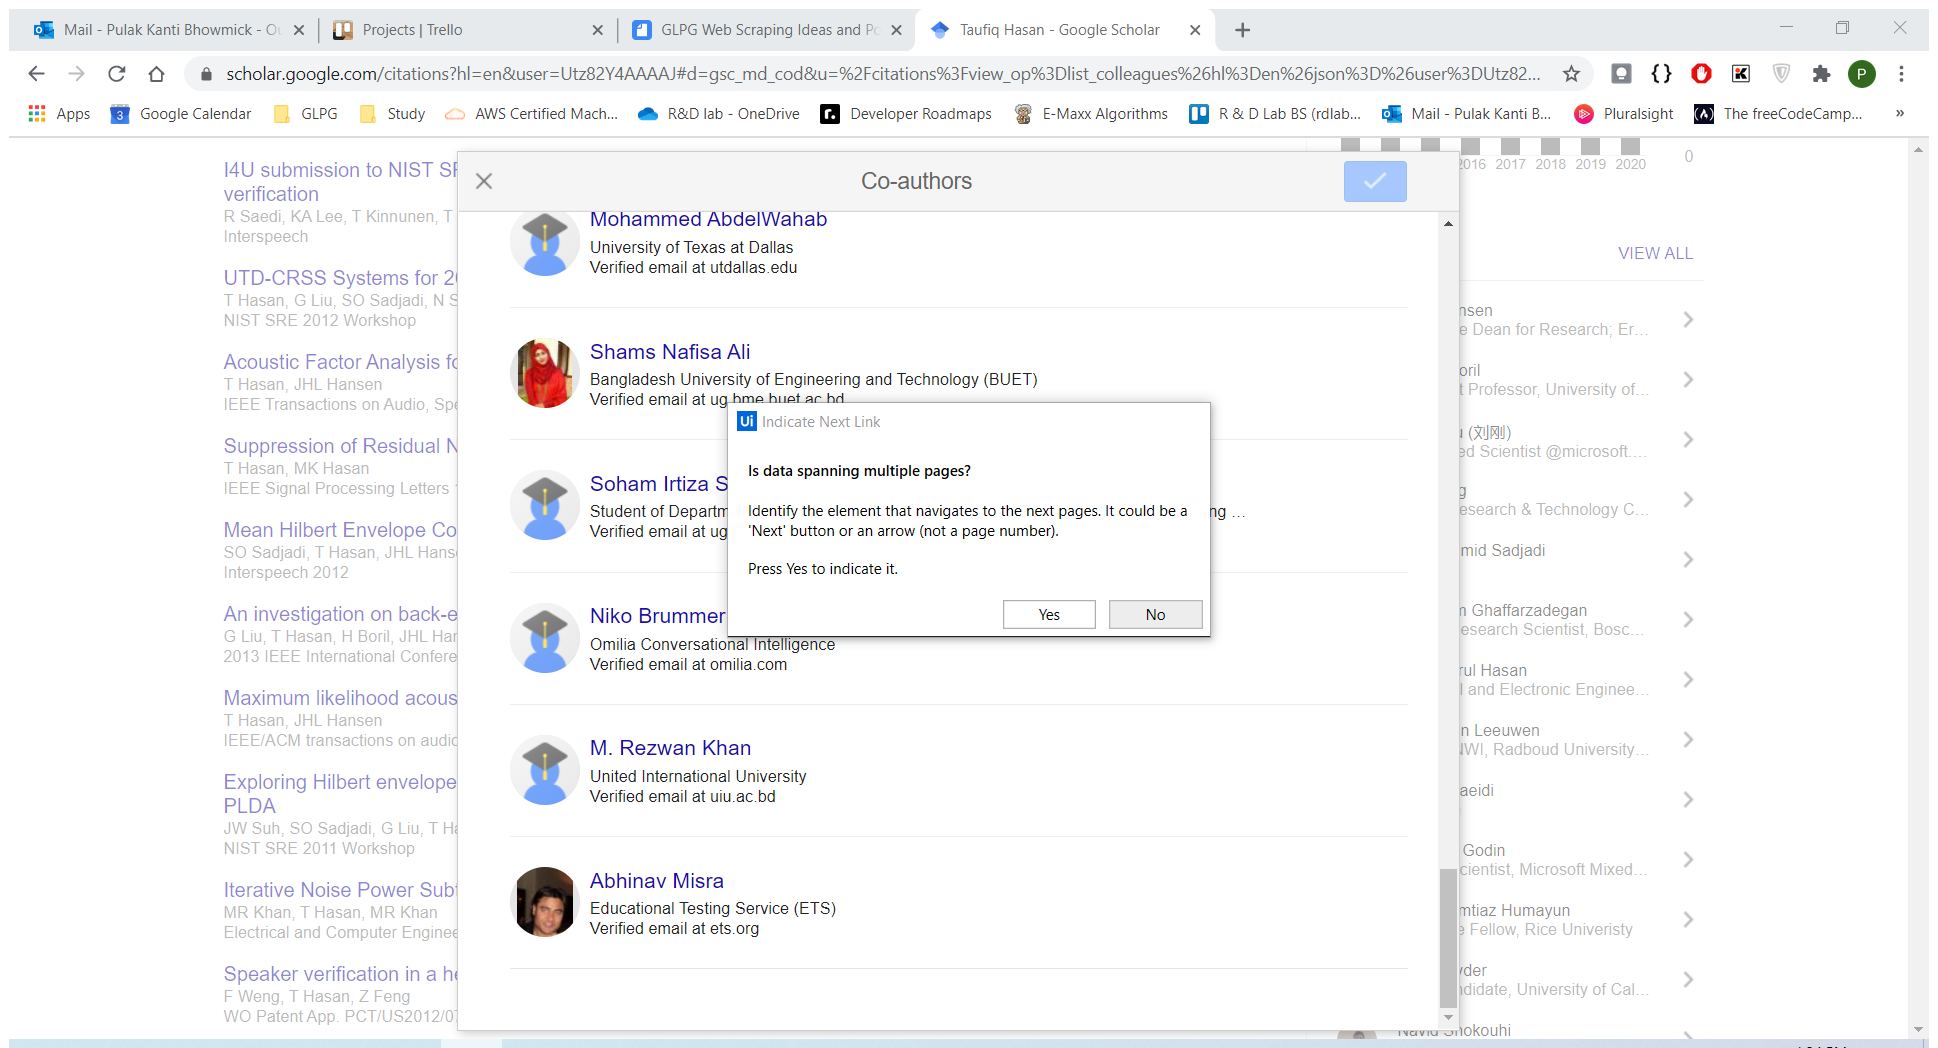 Mail - Pulak Kanti Bhowmick - Ou
Projects | Trello
GLPG Web Scraping Ideas and Po
Taufiq Hasan - Google Scholar
scholar.google.com/citations?hl=en&user=Utz82Y4AAAAJ#d=gsc_md_cod&u=%2Fcitations%3Fview_op%3Dlist_colleagues%26hl%3Den%26json%3D%26user%3DUtz82...
P
Apps
3
Google Calendar
GLPG
Study
AWS Certified Mach...
R&D lab - OneDrive
r.
Developer Roadmaps
E-Maxx Algorithms
R & D Lab BS (rdlab...
Mail - Pulak Kanti B...
Pluralsight
The freeCodeCamp...
»
2016 2017 2018 2019 2020
0
VIEW ALL
I4U submission to NIST SR
verification
R Saedi, KA Lee, T Kinnunen, T
Interspeech
UTD-CRSS Systems for 20
T Hasan, G Liu, SO Sadjadi, N S
NIST SRE 2012 Workshop
Acoustic Factor Analysis fo
T Hasan, JHL Hansen
IEEE Transactions on Audio, Spe
Suppression of Residual N
T Hasan, MK Hasan
IEEE Signal Processing Letters
Mean Hilbert Envelope Co
SO Sadjadi, T Hasan, JHL Hans
Interspeech 2012
An investigation on back-e
G Liu, T Hasan, H Boril, JHL Han
2013 IEEE International Confere
Maximum likelihood acous
T Hasan, JHL Hansen
IEEE/ACM transactions on audio
Exploring Hilbert envelope
PLDA
JW Suh, SO Sadjadi, G Liu, T Ha
NIST SRE 2011 Workshop
Iterative Noise Power Subt
MR Khan, T Hasan, MR Khan
Electrical and Computer Enginee
Speaker verification in a he
F Weng, T Hasan, Z Feng
WO Patent App. PCT/US2012/07
Co-authors
Mohammed AbdelWahab
University of Texas at Dallas
Verified email at utdallas.edu
Shams Nafisa Ali
Bangladesh University of Engineering and Technology (BUET)
Verified email at ug.bme.buet.ac.bd
Soham Irtiza S
Student of Departm
ng ...
Verified email at ug
Niko Brummer
Omilia Conversational Intelligence
Verified email at omilia.com
M. Rezwan Khan
United International University
Verified email at uiu.ac.bd
Abhinav Misra
Educational Testing Service (ETS)
Verified email at ets.org
Ui Indicate Next Link
Is data spanning multiple pages?
Identify the element that navigates to the next pages. It could be a
'Next' button or an arrow (not a page number).
Press Yes to indicate it.
Yes
No
nsen
e Dean for Research; Er...
oril
t Professor, University of...
u (刘刚)
ed Scientist @microsoft....
g
esearch & Technology C...
mid Sadjadi
n Ghaffarzadegan
esearch Scientist, Bosc...
rul Hasan
l and Electronic Enginee...
n Leeuwen
NWI, Radboud University...
aeidi
Godin
cientist, Microsoft Mixed...
mtiaz Humayun
e Fellow, Rice Univeristy
yder
ndidate, University of Cal...
Navid Shokouhi